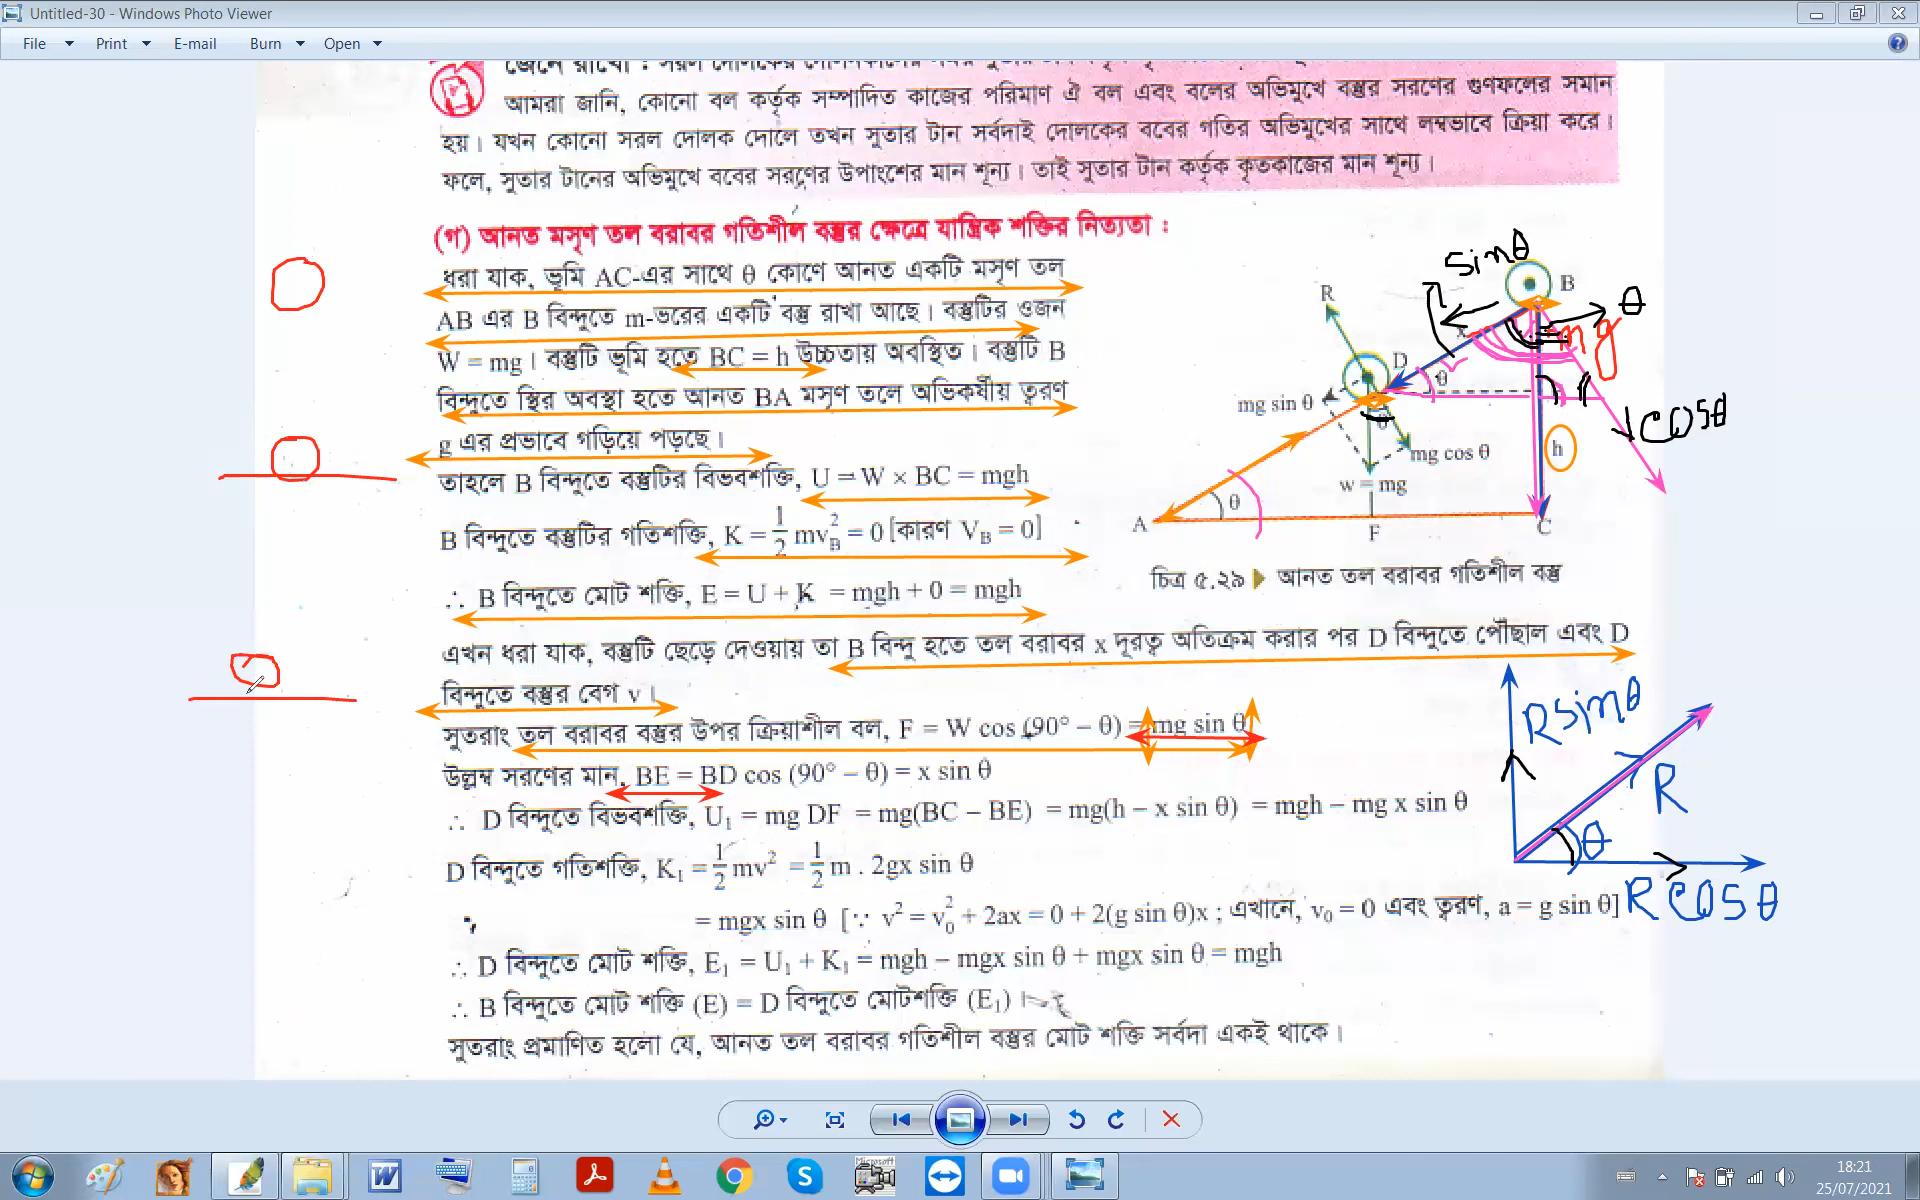 Untitled-30 - Windows Photo Viewer
File Print E-mail Burn Open
জেনে রাখো : সরল দোলকের
আমরা জানি, কোনো বল কর্তৃক সম্পাদিত কাজের পরিমাণ ঐ বল এবং বলের অভিমুখে বস্তুর সরণের গুণফলের সমান
হয়। যখন কোনো সরল দোলক দোলে তখন সুতার টান সর্বদাই দোলকের ববের গতির অভিমুখের সাথে লম্বভাবে ক্রিয়া করে।
ফলে, সুতার টানের অভিমুখে ববের সরণের উপাংশের মান শূন্য। তাই সুতার টান কর্তৃক কৃতকাজের মান শূন্য।
(গ) আনত মসৃণ তল বরাবর গতিশীল বস্তুর ক্ষেত্রে যান্ত্রিক শক্তির নিত্যতা :
ধরা যাক, ভূমি AC-এর সাথে θ কোণে আনত একটি মসৃণ তল
AB এর B বিন্দুতে m-ভরের একটি বস্তু রাখা আছে। বস্তুটির ওজন
W = mg। বস্তুটি ভূমি হতে BC = h উচ্চতায় অবস্থিত। বস্তুটি B
বিন্দুতে স্থির অবস্থা হতে আনত BA মসৃণ তলে অভিকর্ষীয় ত্বরণ
g এর প্রভাবে গড়িয়ে পড়ছে।
তাহলে B বিন্দুতে বস্তুটির বিভবশক্তি, U = W × BC = mgh
B বিন্দুতে বস্তুটির গতিশক্তি, K = 1/2 mv_B^2 = 0 [কারণ V_B = 0]
∴ B বিন্দুতে মোট শক্তি, E = U + K = mgh + 0 = mgh
sinθ
B
θ
R
x
mg
D
θ
mg sin θ
θ
cosθ
mg cos θ
h
w = mg
A
θ
F
C
চিত্র ৫.২৯ আনত তল বরাবর গতিশীল বস্তু
এখন ধরা যাক, বস্তুটি ছেড়ে দেওয়ায় তা B বিন্দু হতে তল বরাবর x দূরত্ব অতিক্রম করার পর D বিন্দুতে পৌঁছাল এবং D
বিন্দুতে বস্তুর বেগ v।
সুতরাং তল বরাবর বস্তুর উপর ক্রিয়াশীল বল, F = W cos (90° − θ) = mg sin θ
উল্লম্ব সরণের মান, BE = BD cos (90° − θ) = x sin θ
∴ D বিন্দুতে বিভবশক্তি, U₁ = mg DF = mg(BC − BE) = mg(h − x sin θ) = mgh − mg x sin θ
D বিন্দুতে গতিশক্তি, K₁ = 1/2 mv² = 1/2 m . 2gx sin θ
= mgx sin θ [∵ v² = v₀² + 2ax = 0 + 2(g sin θ)x ; এখানে, v₀ = 0 এবং ত্বরণ, a = g sin θ]
∴ D বিন্দুতে মোট শক্তি, E₁ = U₁ + K₁ = mgh − mgx sin θ + mgx sin θ = mgh
∴ B বিন্দুতে মোট শক্তি (E) = D বিন্দুতে মোটশক্তি (E₁)।
সুতরাং প্রমাণিত হলো যে, আনত তল বরাবর গতিশীল বস্তুর মোট শক্তি সর্বদা একই থাকে।
Rsinθ
R
θ
Rcosθ
18:21
25/07/2021